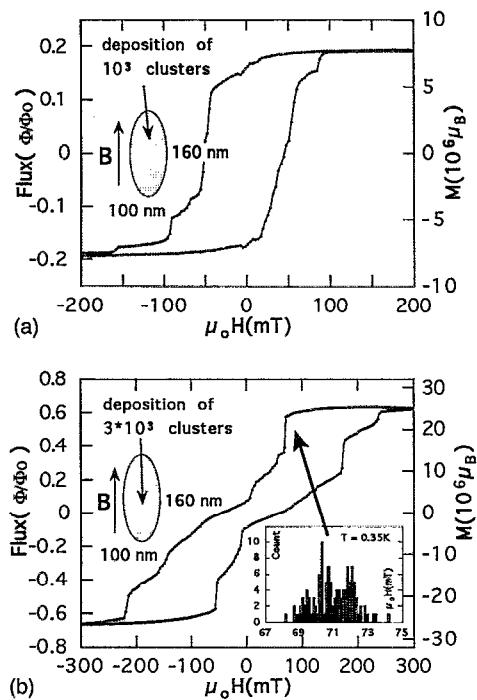 10
0.2
deposition of
10³ clusters
5
0.1
Flux( Φ/Φo)
0
B
160 nm
0
M(10⁶μ_B)
-0.1
100 nm
-5
-0.2
-10
-200 -100 0 100 200
(a)
μₒH(mT)
0.8
30
deposition of
3*10³ clusters
0.6
20
0.4
10
0.2
Flux( Φ/Φo)
B
160 nm
0
0
M(10⁶μ_B)
-0.2
100 nm
10
Count
T = 0.35K
-10
8
-0.4
6
4
-20
-0.6
2
μₒH(mT)
0
-0.8
67 69 71 73 75
-30
-300 -200 -100 0 100 200 300
(b)
μₒH(mT)